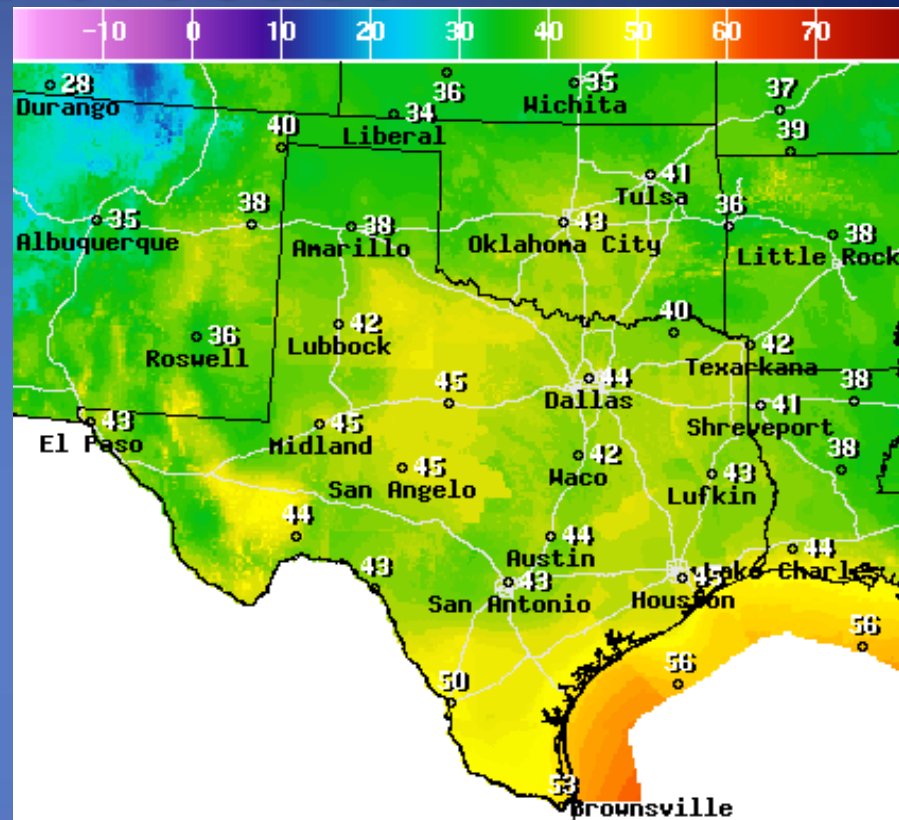 -10 0 10 20 30 40 50 60 70
28 36 35 37
Durango Wichita
34
Liberal
40 39
41
Tulsa
35 38 38 43 36 38
Albuquerque Amarillo Oklahoma City Little Rock
36 42 40 42
Roswell Lubbock Texarkana
44
Dallas
45 41 38
Shreveport
43 45
El Paso Midland
45 42 43 38
San Angelo Waco Lufkin
44 44 44
Austin Lake Charles
43 43 45
San Antonio Houston
50 56 56
53
Brownsville